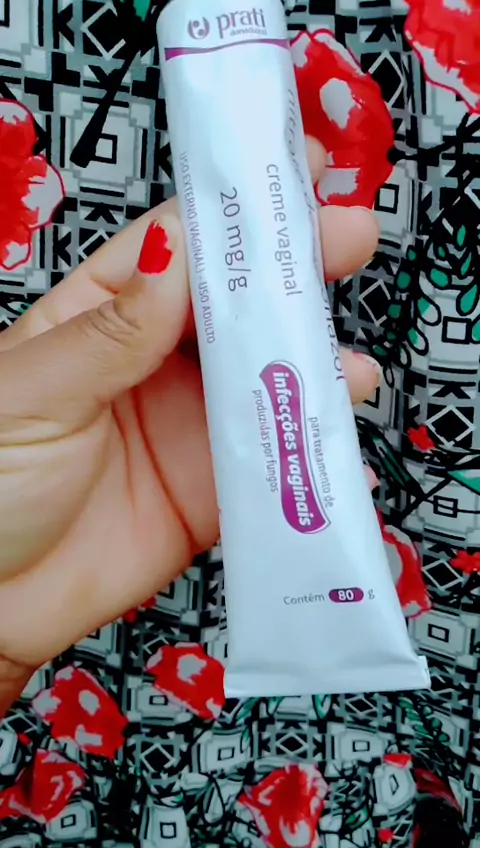 prati
donaduzzi
creme vaginal
20 mg/g
USO EXTERNO (VAGINAL) - USO ADULTO
para tratamento de
infecções vaginais
produzidas por fungos
Contém 80 g